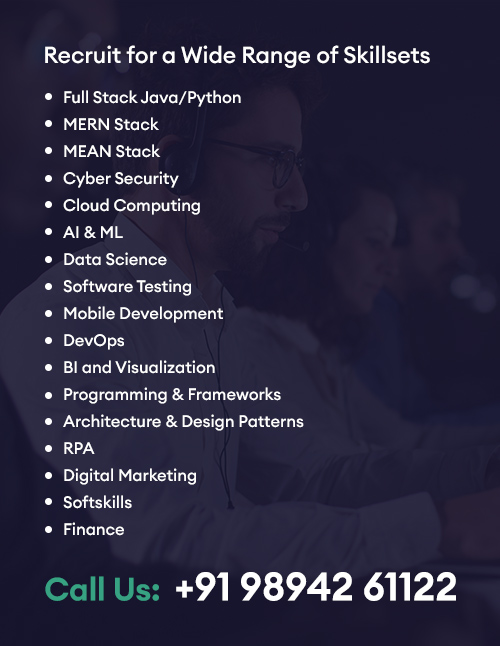 Recruit for a Wide Range of Skillsets
• Full Stack Java/Python
• MERN Stack
• MEAN Stack
• Cyber Security
• Cloud Computing
• AI & ML
• Data Science
• Software Testing
• Mobile Development
• DevOps
• BI and Visualization
• Programming & Frameworks
• Architecture & Design Patterns
• RPA
• Digital Marketing
• Softskills
• Finance
Call Us: +91 98942 61122